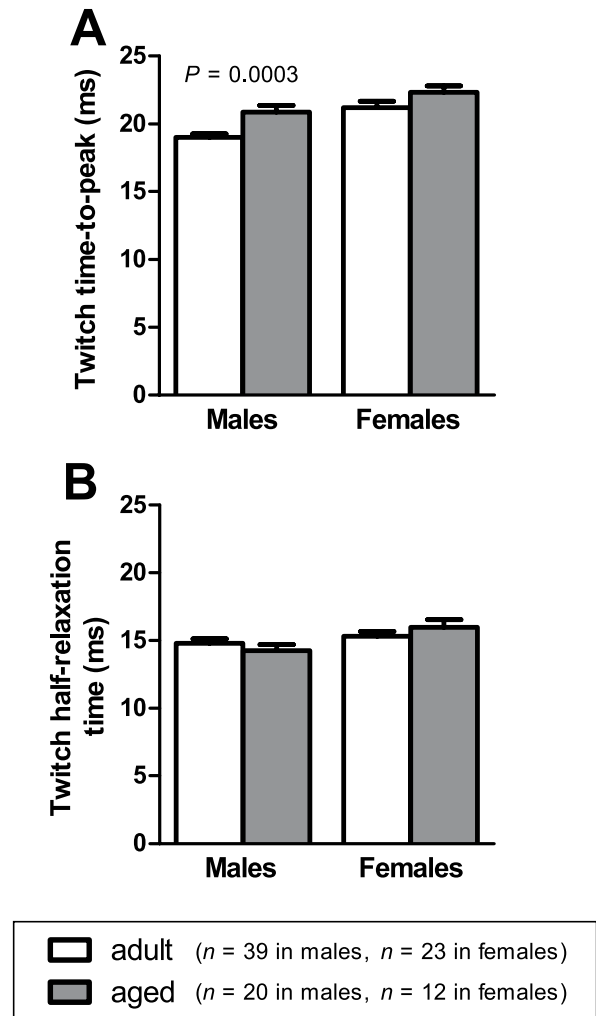 A
Twitch time-to-peak (ms)
25
20
15
10
5
0
P = 0.0003
Males
Females
B
Twitch half-relaxation
time (ms)
25
20
15
10
5
0
Males
Females
adult (n = 39 in males, n = 23 in females)
aged (n = 20 in males, n = 12 in females)